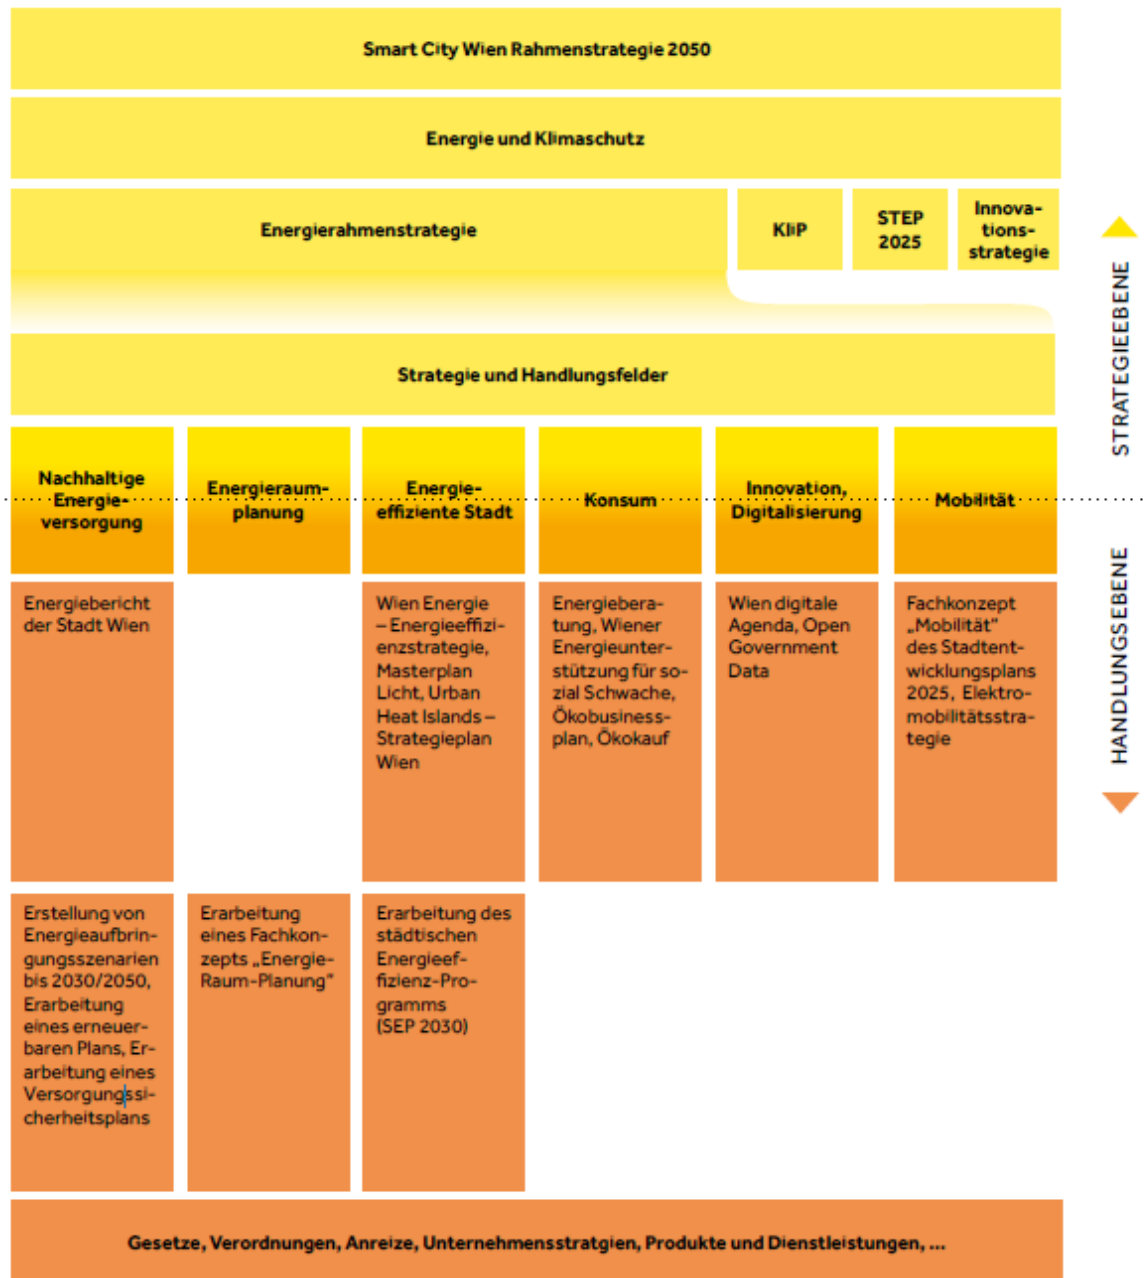 Smart City Wien Rahmenstrategie 2050
Energie und Klimaschutz
Energierahmenstrategie
KliP
STEP
2025
Innova-
tions-
strategie
STRATEGIEEBENE
Strategie und Handlungsfelder
Nachhaltige
Energie-
versorgung
Energieraum-
planung
Energie-
effiziente Stadt
Konsum
Innovation,
Digitalisierung
Mobilität
HANDLUNGSEBENE
Energiebericht
der Stadt Wien
Wien Energie
– Energieeffizi-
enzstrategie,
Masterplan
Licht, Urban
Heat Islands –
Strategieplan
Wien
Energiebera-
tung, Wiener
Energieunter-
stützung für so-
zial Schwache,
Ökobusiness-
plan, Ökokauf
Wien digitale
Agenda, Open
Government
Data
Fachkonzept
„Mobilität“
des Stadtent-
wicklungsplans
2025, Elektro-
mobilitätsstra-
tegie
Erstellung von
Energieaufbrin-
gungsszenarien
bis 2030/2050,
Erarbeitung
eines erneuer-
baren Plans, Er-
arbeitung eines
Versorgungssi-
cherheitsplans
Erarbeitung
eines Fachkon-
zepts „Energie-
Raum-Planung“
Erarbeitung des
städtischen
Energieef-
fizienz-Pro-
gramms
(SEP 2030)
Gesetze, Verordnungen, Anreize, Unternehmensstratgien, Produkte und Dienstleistungen, ...